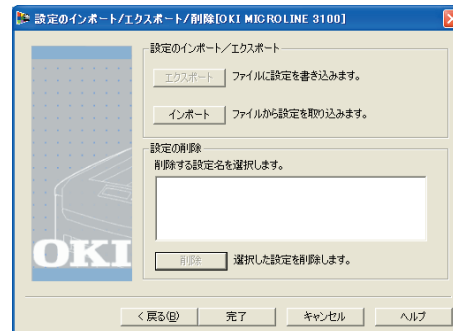 設定のインポート/エクスポート/削除[OKI MICROLINE 3100]
設定のインポート／エクスポート
エクスポート ファイルに設定を書き込みます。
インポート ファイルから設定を取り込みます。
設定の削除
削除する設定名を選択します。
OKI
削除 選択した設定を削除します。
< 戻る(B) 完了 キャンセル ヘルプ